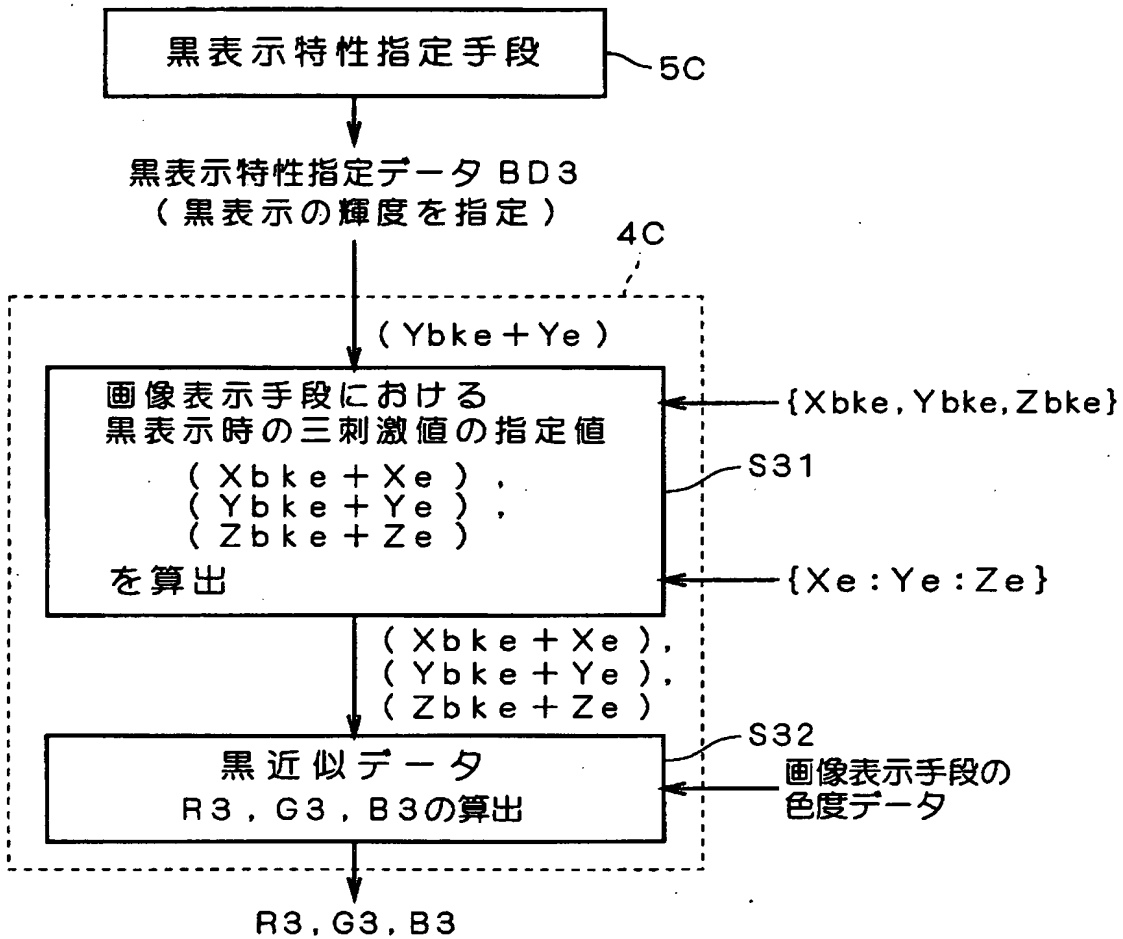 黒表示特性指定手段
5C
黒表示特性指定データ BD3
(黒表示の輝度を指定)
4C
(Ybke+Ye)
画像表示手段における
黒表示時の三刺激値の指定値
(Xbke+Xe),
(Ybke+Ye),
(Zbke+Ze)
を算出
{Xbke,Ybke,Zbke}
S31
{Xe:Ye:Ze}
(Xbke+Xe),
(Ybke+Ye),
(Zbke+Ze)
黒近似データ
R3,G3,B3の算出
S32
画像表示手段の
色度データ
R3,G3,B3